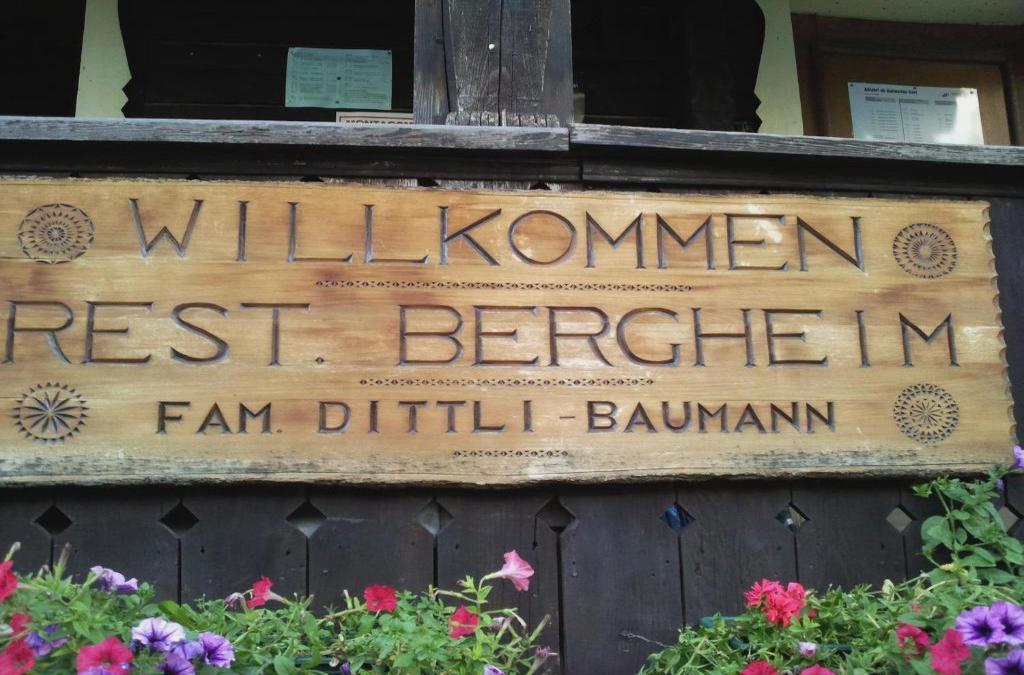 WILLKOMMEN
REST. BERGHEIM
FAM. DITTLI-BAUMANN